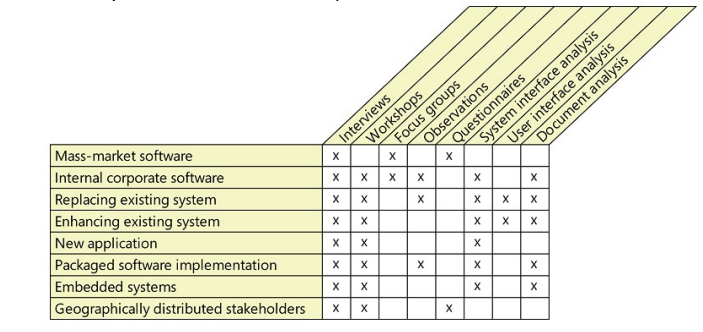 Interviews
Workshops
Focus groups
Observations
Questionnaires
System interface analysis
User interface analysis
Document analysis
Mass-market software x x x
Internal corporate software x x x x x x
Replacing existing system x x x x x x
Enhancing existing system x x x x x
New application x x x
Packaged software implementation x x x x x
Embedded systems x x x x
Geographically distributed stakeholders x x x